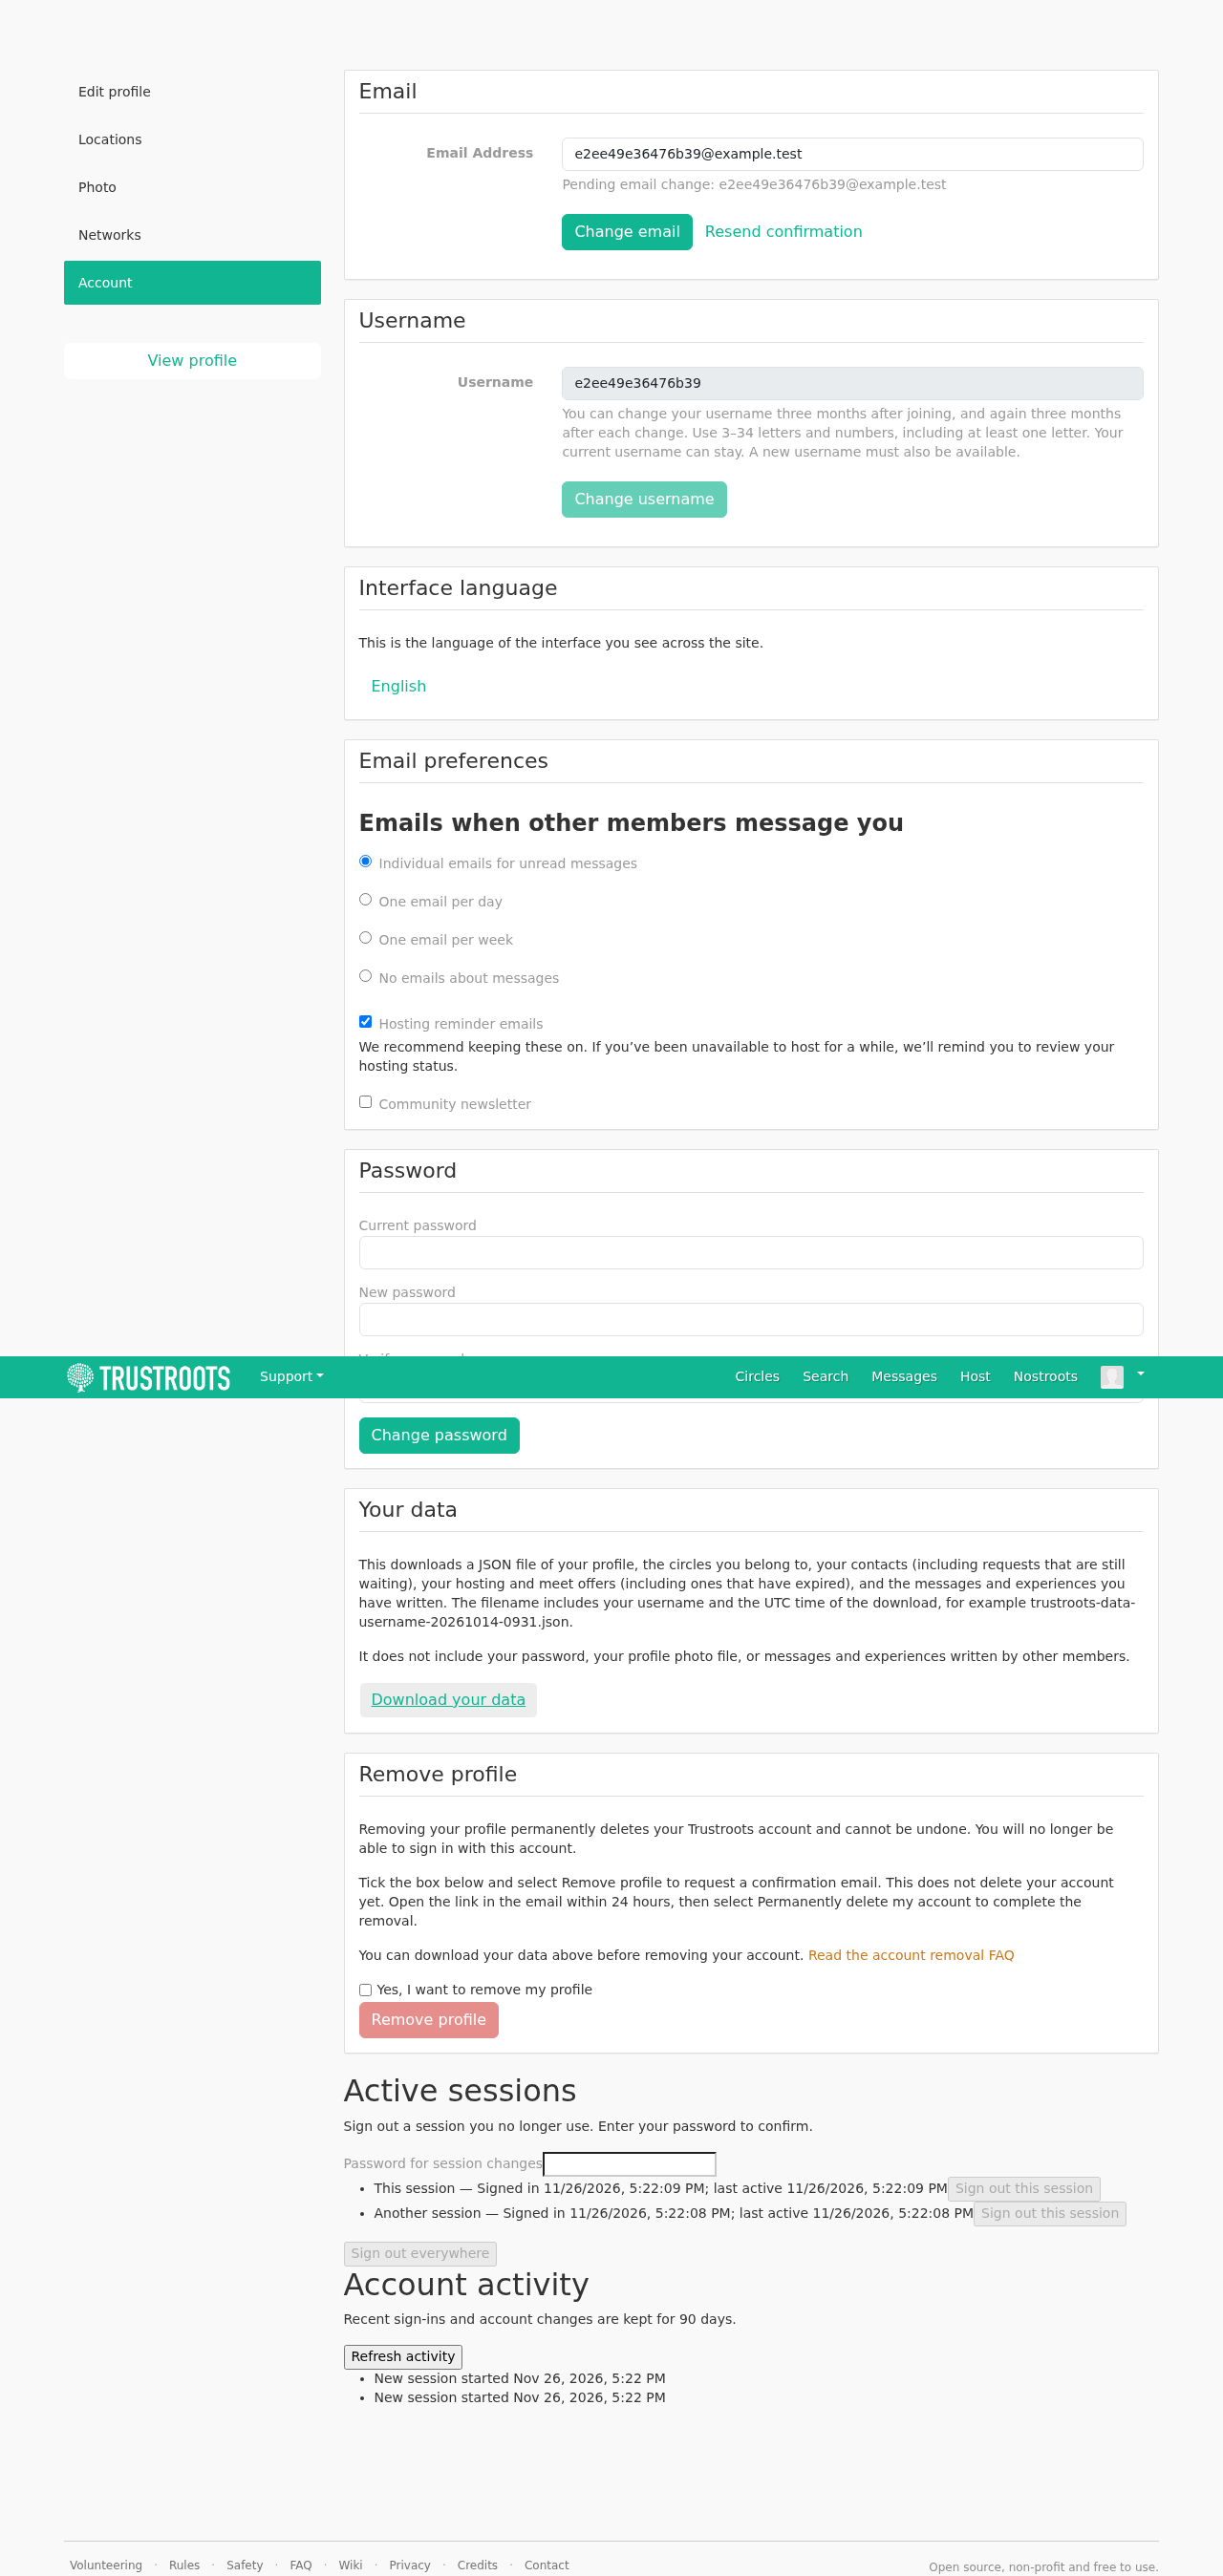 Edit profile
Locations
Photo
Networks
Account
View profile
Email
Email Address
e2ee49e36476b39@example.test
Pending email change: e2ee49e36476b39@example.test
Change email Resend confirmation
Username
Username
e2ee49e36476b39
You can change your username three months after joining, and again three months
after each change. Use 3–34 letters and numbers, including at least one letter. Your
current username can stay. A new username must also be available.
Change username
Interface language
This is the language of the interface you see across the site.
English
Email preferences
Emails when other members message you
Individual emails for unread messages
One email per day
One email per week
No emails about messages
Hosting reminder emails
We recommend keeping these on. If you’ve been unavailable to host for a while, we’ll remind you to review your
hosting status.
Community newsletter
Password
Current password
New password
TRUSTROOTS Support Circles Search Messages Host Nostroots
Change password
Your data
This downloads a JSON file of your profile, the circles you belong to, your contacts (including requests that are still
waiting), your hosting and meet offers (including ones that have expired), and the messages and experiences you
have written. The filename includes your username and the UTC time of the download, for example trustroots-data-
username-20261014-0931.json.
It does not include your password, your profile photo file, or messages and experiences written by other members.
Download your data
Remove profile
Removing your profile permanently deletes your Trustroots account and cannot be undone. You will no longer be
able to sign in with this account.
Tick the box below and select Remove profile to request a confirmation email. This does not delete your account
yet. Open the link in the email within 24 hours, then select Permanently delete my account to complete the
removal.
You can download your data above before removing your account. Read the account removal FAQ
Yes, I want to remove my profile
Remove profile
Active sessions
Sign out a session you no longer use. Enter your password to confirm.
Password for session changes
• This session — Signed in 11/26/2026, 5:22:09 PM; last active 11/26/2026, 5:22:09 PM Sign out this session
• Another session — Signed in 11/26/2026, 5:22:08 PM; last active 11/26/2026, 5:22:08 PM Sign out this session
Sign out everywhere
Account activity
Recent sign-ins and account changes are kept for 90 days.
Refresh activity
• New session started Nov 26, 2026, 5:22 PM
• New session started Nov 26, 2026, 5:22 PM
Volunteering · Rules · Safety · FAQ · Wiki · Privacy · Credits · Contact
Open source, non-profit and free to use.